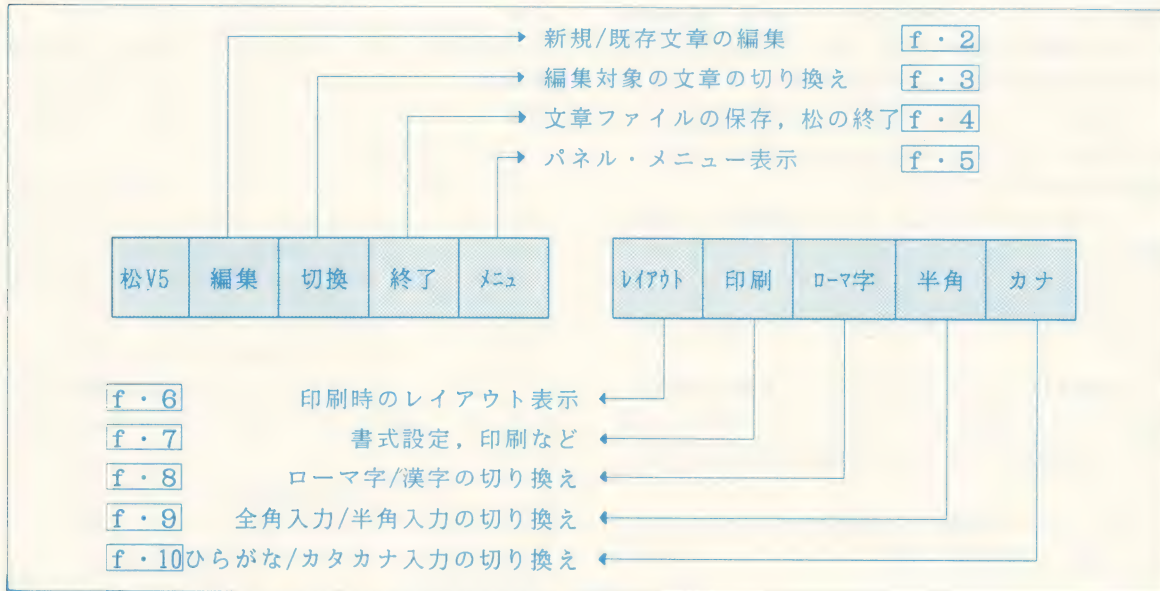 新規/既存文章の編集 f・2
編集対象の文章の切り換え f・3
文章ファイルの保存，松の終了 f・4
パネル・メニュー表示 f・5
松V5 編集 切換 終了 ﾒﾆｭ ﾚｲｱｳﾄ 印刷 ﾛｰﾏ字 半角 カナ
f・6 印刷時のレイアウト表示
f・7 書式設定，印刷など
f・8 ローマ字/漢字の切り換え
f・9 全角入力/半角入力の切り換え
f・10 ひらがな/カタカナ入力の切り換え